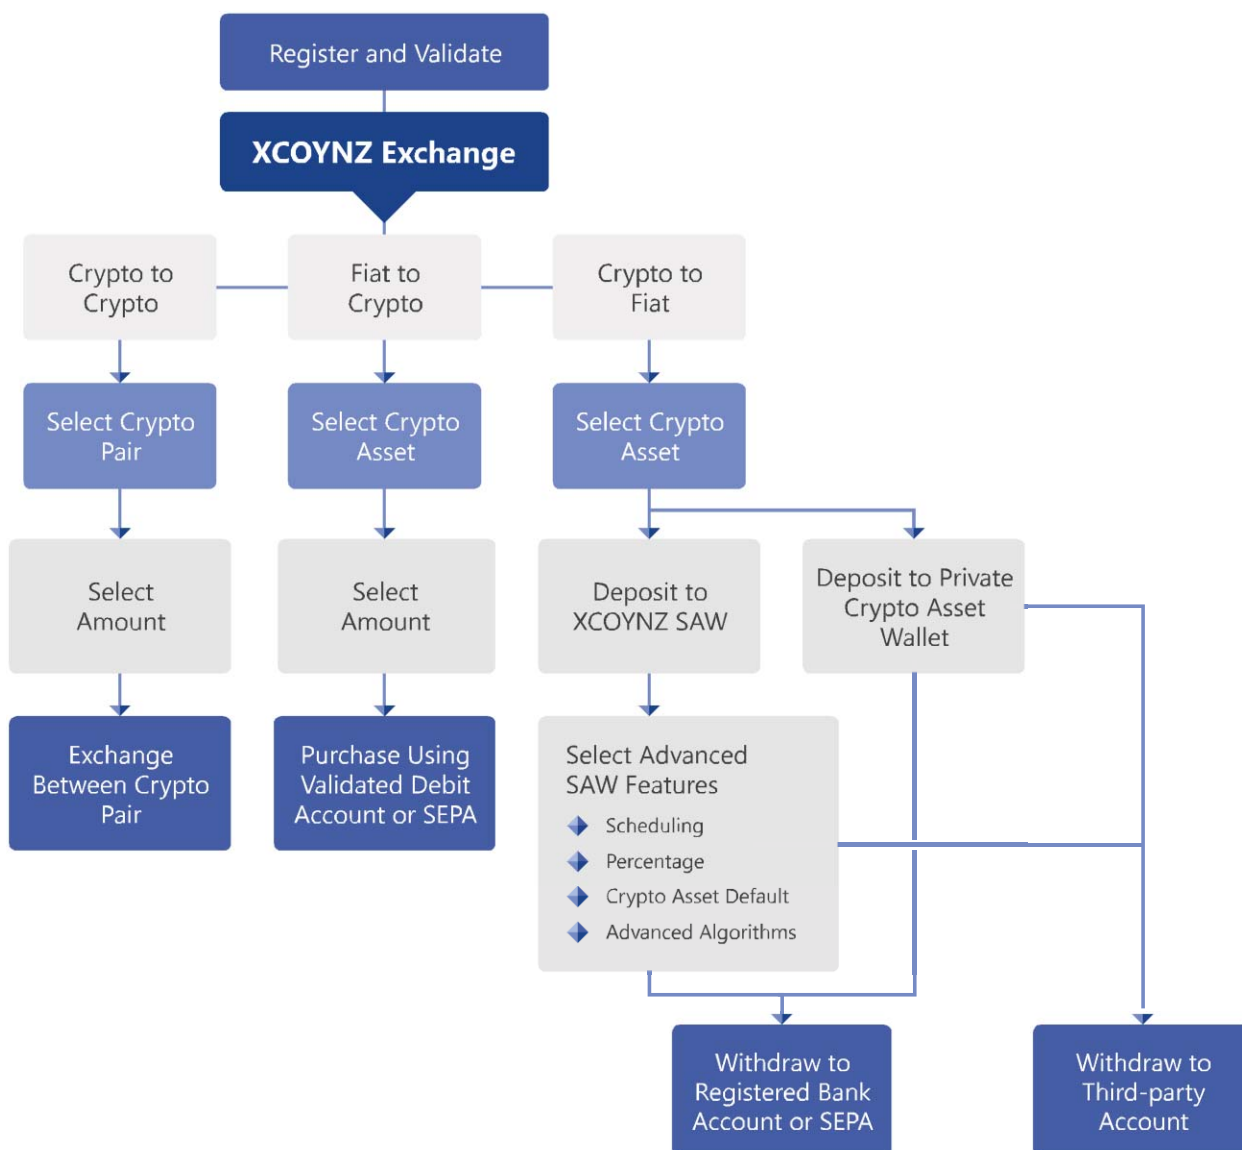 Register and Validate
XCOYNZ Exchange
Crypto to
Crypto
Fiat to
Crypto
Crypto to
Fiat
Select Crypto
Pair
Select Crypto
Asset
Select Crypto
Asset
Select
Amount
Select
Amount
Deposit to
XCOYNZ SAW
Deposit to Private
Crypto Asset
Wallet
Exchange
Between Crypto
Pair
Purchase Using
Validated Debit
Account or SEPA
Select Advanced
SAW Features
Scheduling
Percentage
Crypto Asset Default
Advanced Algorithms
Withdraw to
Registered Bank
Account or SEPA
Withdraw to
Third-party
Account